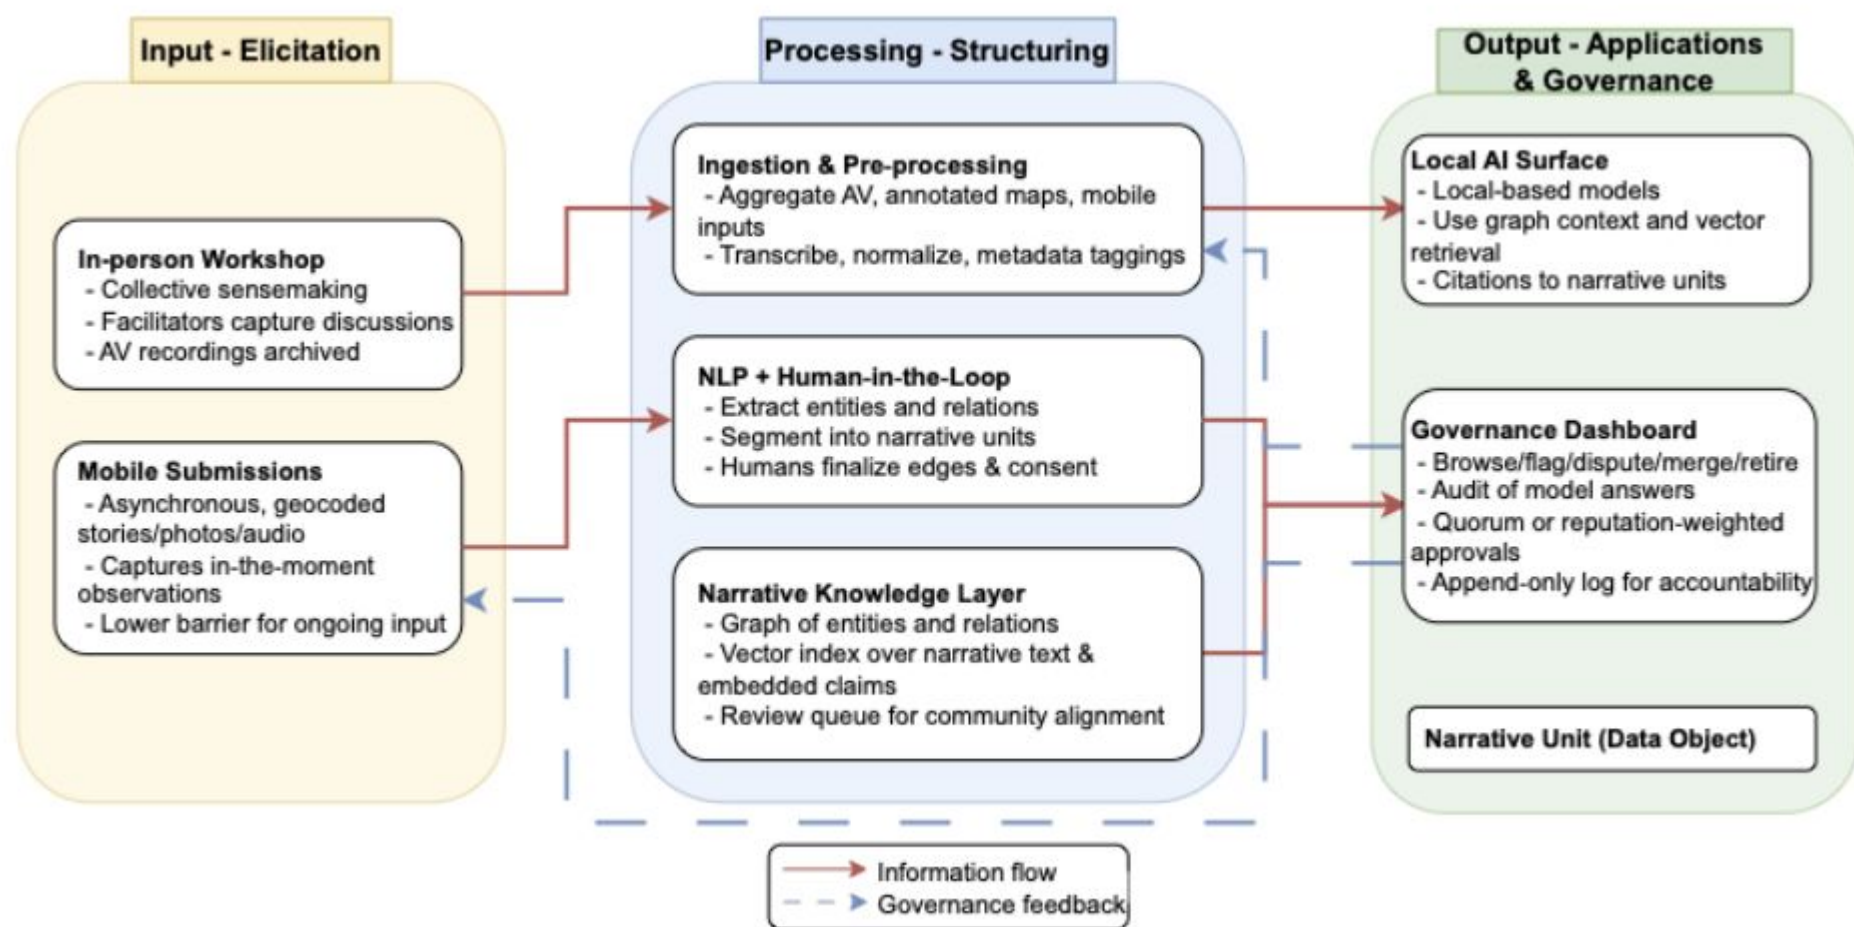 Input - Elicitation
In-person Workshop
- Collective sensemaking
- Facilitators capture discussions
- AV recordings archived
Mobile Submissions
- Asynchronous, geocoded
stories/photos/audio
- Captures in-the-moment
observations
- Lower barrier for ongoing input
Processing - Structuring
Ingestion & Pre-processing
- Aggregate AV, annotated maps, mobile
inputs
- Transcribe, normalize, metadata taggings
NLP + Human-in-the-Loop
- Extract entities and relations
- Segment into narrative units
- Humans finalize edges & consent
Narrative Knowledge Layer
- Graph of entities and relations
- Vector index over narrative text &
embedded claims
- Review queue for community alignment
Output - Applications
& Governance
Local AI Surface
- Local-based models
- Use graph context and vector
retrieval
- Citations to narrative units
Governance Dashboard
- Browse/flag/dispute/merge/retire
- Audit of model answers
- Quorum or reputation-weighted
approvals
- Append-only log for accountability
Narrative Unit (Data Object)
Information flow
Governance feedback